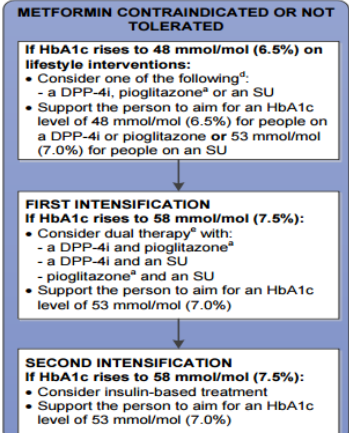 METFORMIN CONTRAINDICATED OR NOT
TOLERATED
If HbA1c rises to 48 mmol/mol (6.5%) on
lifestyle interventions:
• Consider one of the followingᵈ:
- a DPP-4i, pioglitazoneᵃ or an SU
• Support the person to aim for an HbA1c
level of 48 mmol/mol (6.5%) for people on
a DPP-4i or pioglitazone or 53 mmol/mol
(7.0%) for people on an SU
FIRST INTENSIFICATION
If HbA1c rises to 58 mmol/mol (7.5%):
• Consider dual therapyᵉ with:
- a DPP-4i and pioglitazoneᵃ
- a DPP-4i and an SU
- pioglitazoneᵃ and an SU
• Support the person to aim for an HbA1c
level of 53 mmol/mol (7.0%)
SECOND INTENSIFICATION
If HbA1c rises to 58 mmol/mol (7.5%):
• Consider insulin-based treatment
• Support the person to aim for an HbA1c
level of 53 mmol/mol (7.0%)